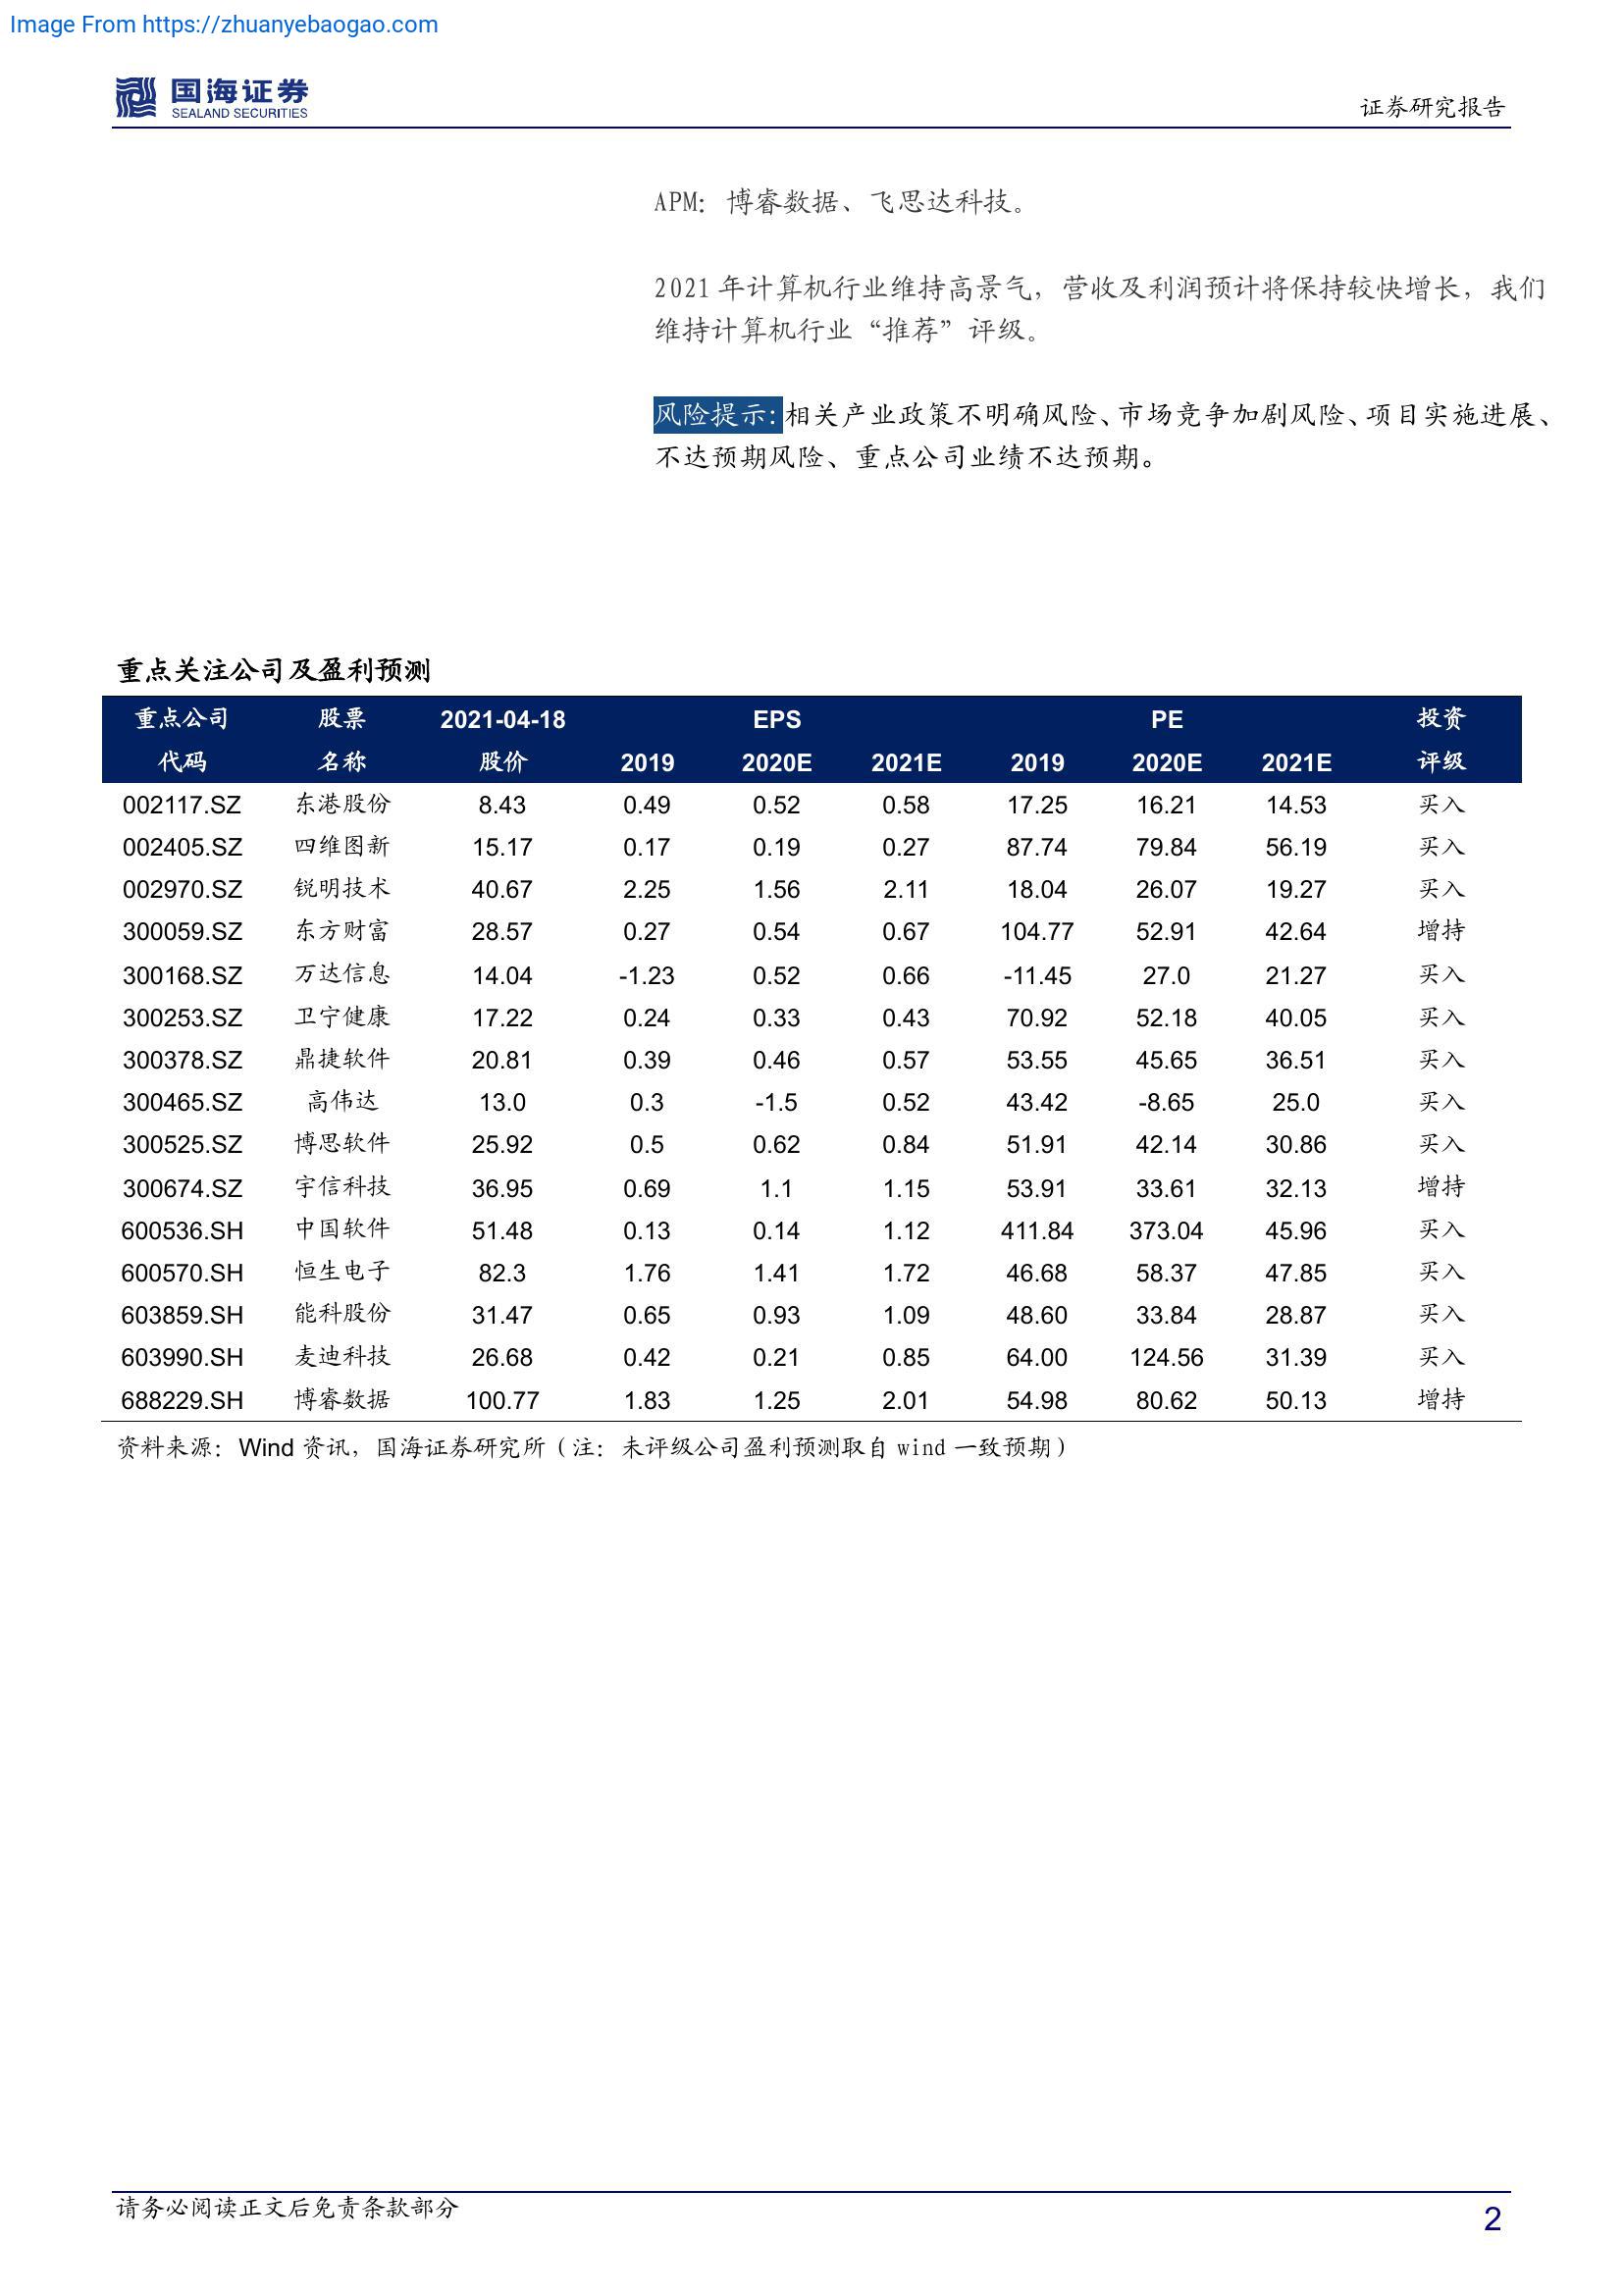 Image From https://zhuanyebaogao.com
国海证券
SEALAND SECURITIES
证券研究报告
APM：博睿数据、飞思达科技。
2021 年计算机行业维持高景气，营收及利润预计将保持较快增长，我们
维持计算机行业“推荐”评级。
风险提示：相关产业政策不明确风险、市场竞争加剧风险、项目实施进展、
不达预期风险、重点公司业绩不达预期。
重点关注公司及盈利预测
重点公司 股票 2021-04-18 EPS PE 投资
代码 名称 股价 2019 2020E 2021E 2019 2020E 2021E 评级
002117.SZ 东港股份 8.43 0.49 0.52 0.58 17.25 16.21 14.53 买入
002405.SZ 四维图新 15.17 0.17 0.19 0.27 87.74 79.84 56.19 买入
002970.SZ 锐明技术 40.67 2.25 1.56 2.11 18.04 26.07 19.27 买入
300059.SZ 东方财富 28.57 0.27 0.54 0.67 104.77 52.91 42.64 增持
300168.SZ 万达信息 14.04 -1.23 0.52 0.66 -11.45 27.0 21.27 买入
300253.SZ 卫宁健康 17.22 0.24 0.33 0.43 70.92 52.18 40.05 买入
300378.SZ 鼎捷软件 20.81 0.39 0.46 0.57 53.55 45.65 36.51 买入
300465.SZ 高伟达 13.0 0.3 -1.5 0.52 43.42 -8.65 25.0 买入
300525.SZ 博思软件 25.92 0.5 0.62 0.84 51.91 42.14 30.86 买入
300674.SZ 宇信科技 36.95 0.69 1.1 1.15 53.91 33.61 32.13 增持
600536.SH 中国软件 51.48 0.13 0.14 1.12 411.84 373.04 45.96 买入
600570.SH 恒生电子 82.3 1.76 1.41 1.72 46.68 58.37 47.85 买入
603859.SH 能科股份 31.47 0.65 0.93 1.09 48.60 33.84 28.87 买入
603990.SH 麦迪科技 26.68 0.42 0.21 0.85 64.00 124.56 31.39 买入
688229.SH 博睿数据 100.77 1.83 1.25 2.01 54.98 80.62 50.13 增持
资料来源：Wind 资讯，国海证券研究所（注：未评级公司盈利预测取自 wind 一致预期）
请务必阅读正文后免责条款部分
2